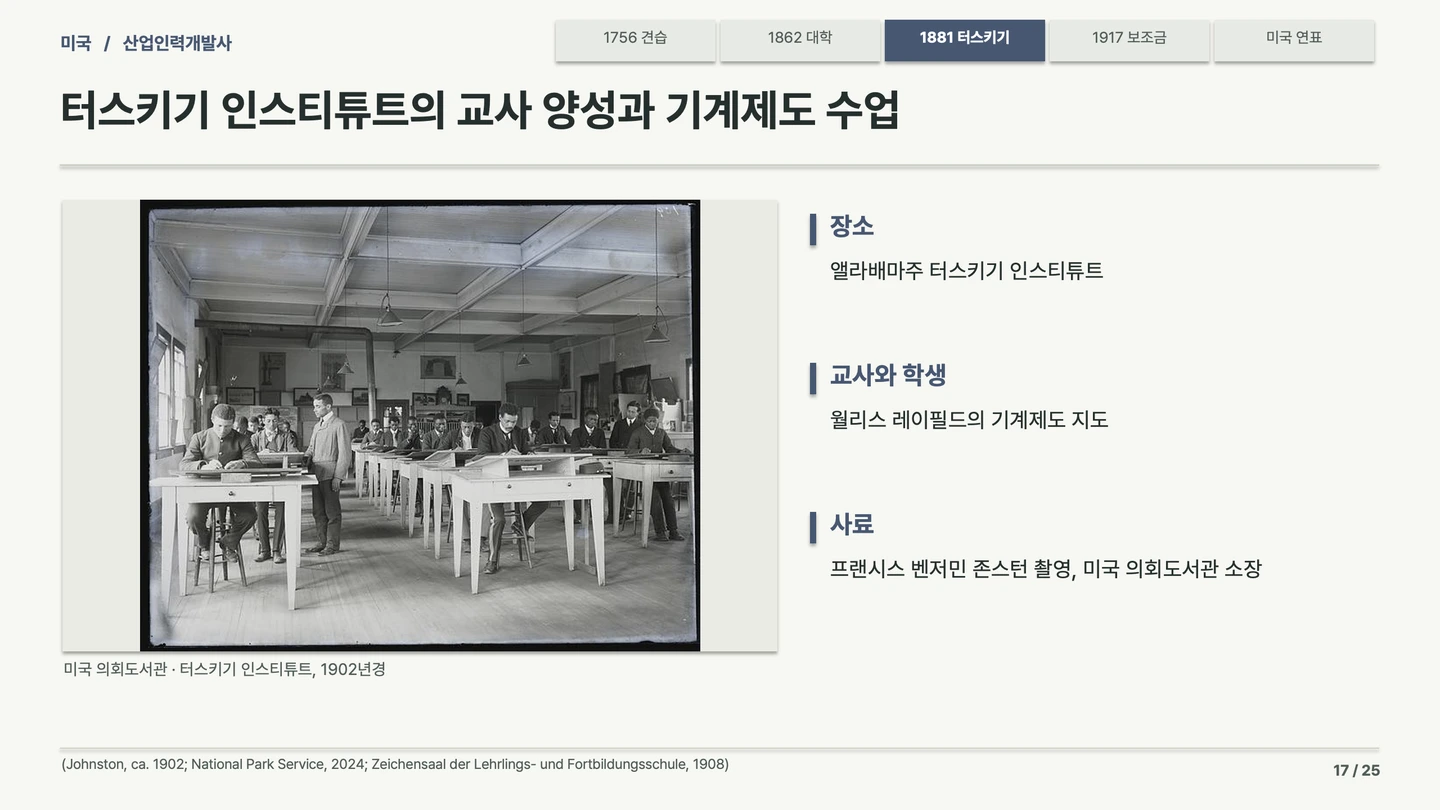 미국 / 산업인력개발사
1756 견습
1862 대학
1881 터스키기
1917 보조금
미국 연표
터스키기 인스티튜트의 교사 양성과 기계제도 수업
장소
앨라배마주 터스키기 인스티튜트
교사와 학생
월리스 레이필드의 기계제도 지도
사료
프랜시스 벤저민 존스턴 촬영, 미국 의회도서관 소장
미국 의회도서관 · 터스키기 인스티튜트, 1902년경
(Johnston, ca. 1902; National Park Service, 2024; Zeichensaal der Lehrlings- und Fortbildungsschule, 1908)
17 / 25